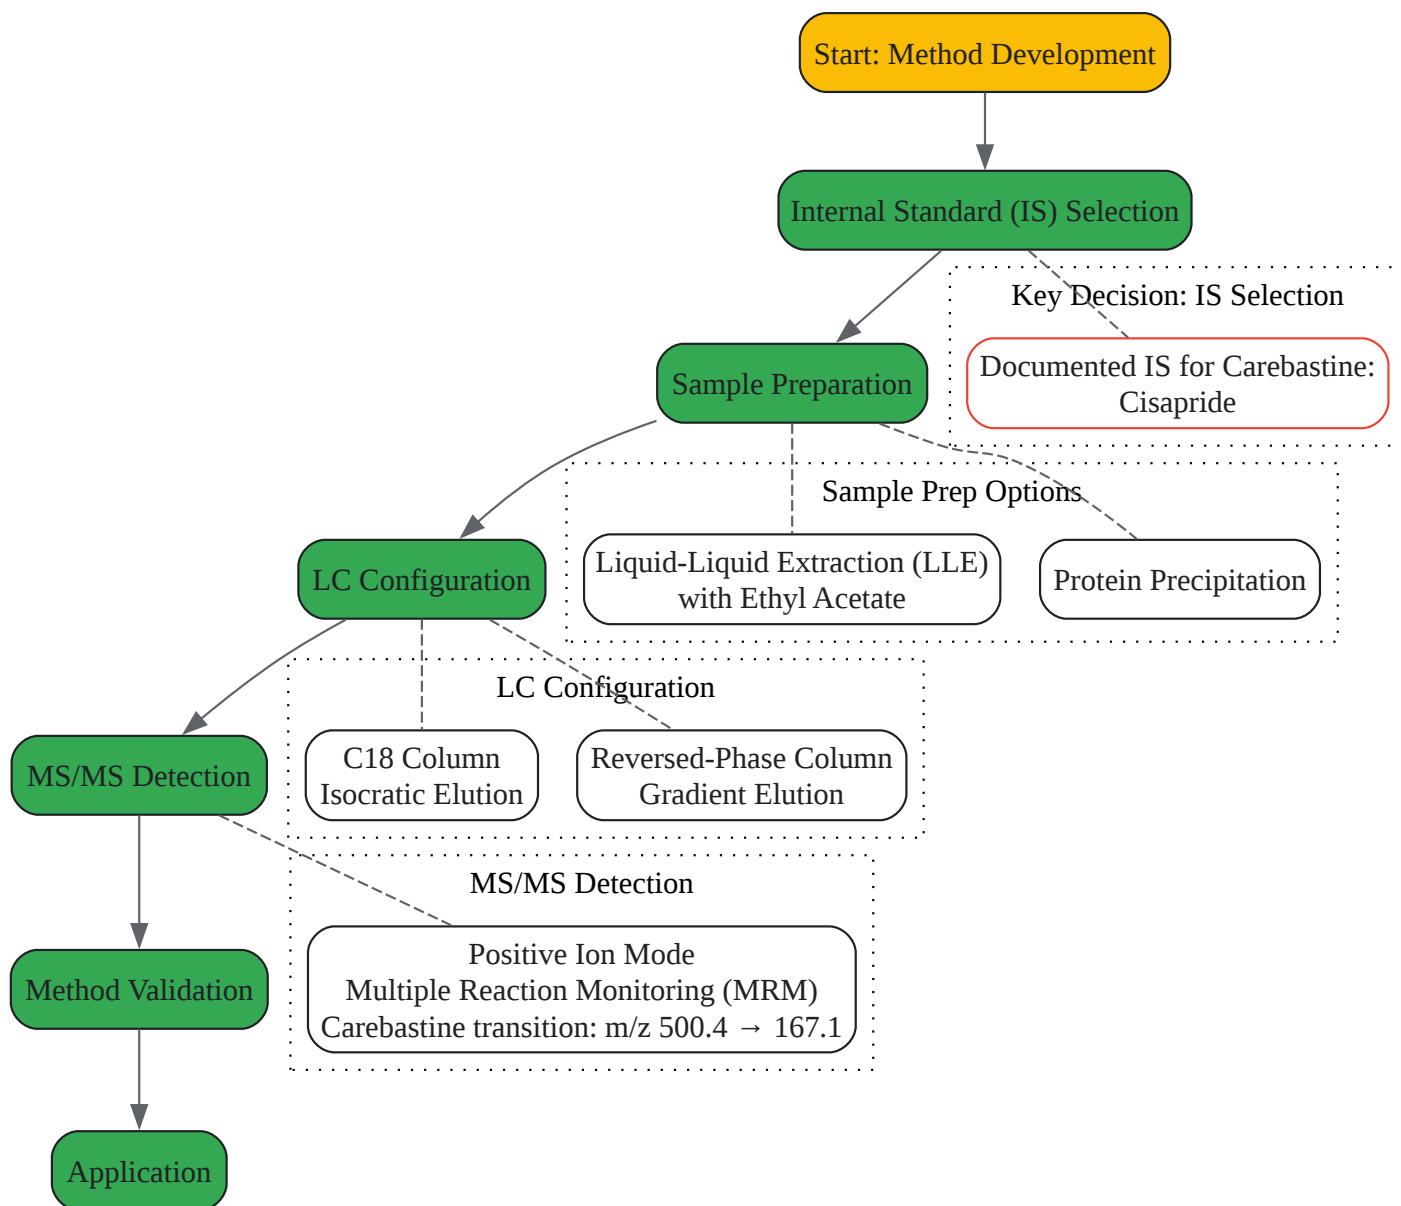 Start: Method Development
Internal Standard (IS) Selection
Key Decision: IS Selection
Documented IS for Carebastine:
Cisapride
Sample Preparation
Sample Prep Options
Liquid-Liquid Extraction (LLE)
with Ethyl Acetate
Protein Precipitation
LC Configuration
LC Configuration
C18 Column
Isocratic Elution
Reversed-Phase Column
Gradient Elution
MS/MS Detection
MS/MS Detection
Positive Ion Mode
Multiple Reaction Monitoring (MRM)
Carebastine transition: m/z 500.4 → 167.1
Method Validation
Application